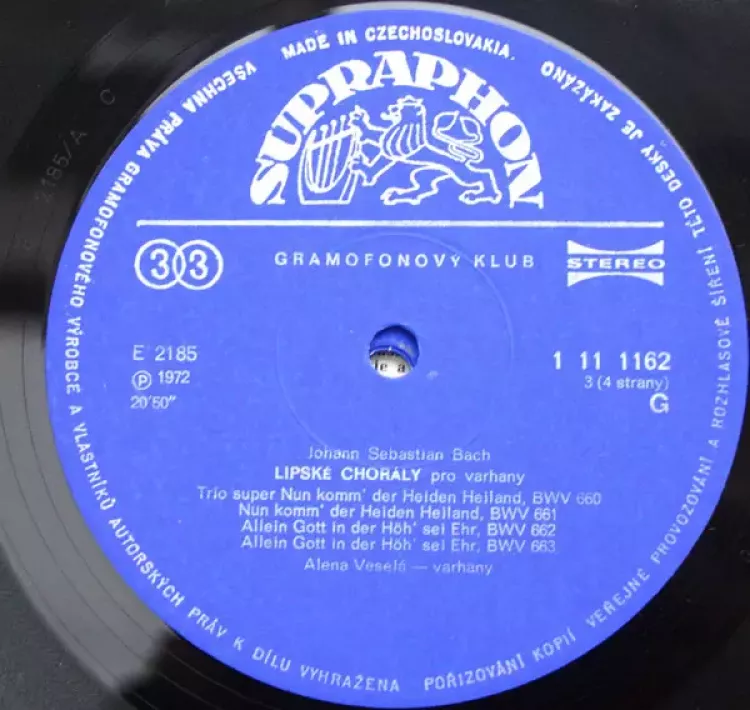 VŠECHNA PRÁVA GRAMOFONOVÉHO VÝROBCE A VLASTNÍKŮ AUTORSKÝCH PRÁV K DÍLU VYHRAŽENA
POŘIZOVÁNÍ KOPIÍ VEŘEJNÉ PROVOZOVÁNÍ A ROZHLASOVÉ ŠÍŘENÍ TÉTO DESKY JE ZAKÁZÁNO
MADE IN CZECHOSLOVAKIA.
SUPRAPHON
33
GRAMOFONOVÝ KLUB
STEREO
E 2185
Ⓟ 1972
20'50"
1 11 1162
3 (4 strany)
G
Johann Sebastian Bach
LIPSKÉ CHORÁLY pro varhany
Trio super Nun komm' der Heiden Heiland, BWV 660
Nun komm' der Heiden Heiland, BWV 661
Allein Gott in der Höh' sei Ehr, BWV 662
Allein Gott in der Höh' sei Ehr, BWV 663
Alena Veselá — varhany
2185/A C